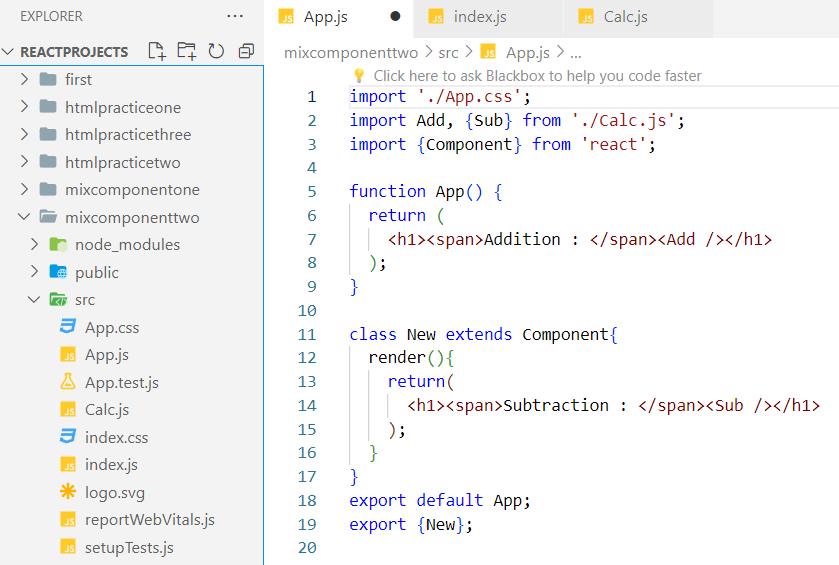 EXPLORER
REACTPROJECTS
first
htmlpracticeone
htmlpracticethree
htmlpracticetwo
mixcomponentone
mixcomponenttwo
node_modules
public
src
App.css
App.js
App.test.js
Calc.js
index.css
index.js
logo.svg
reportWebVitals.js
setupTests.js
JS App.js
JS index.js
JS Calc.js
mixcomponenttwo > src > JS App.js > ...
Click here to ask Blackbox to help you code faster
1 import './App.css';
2 import Add, {Sub} from './Calc.js';
3 import {Component} from 'react';
4
5 function App() {
6   return (
7     <h1><span>Addition : </span><Add /></h1>
8   );
9 }
10
11 class New extends Component{
12   render(){
13     return(
14       <h1><span>Subtraction : </span><Sub /></h1>
15     );
16   }
17 }
18 export default App;
19 export {New};
20